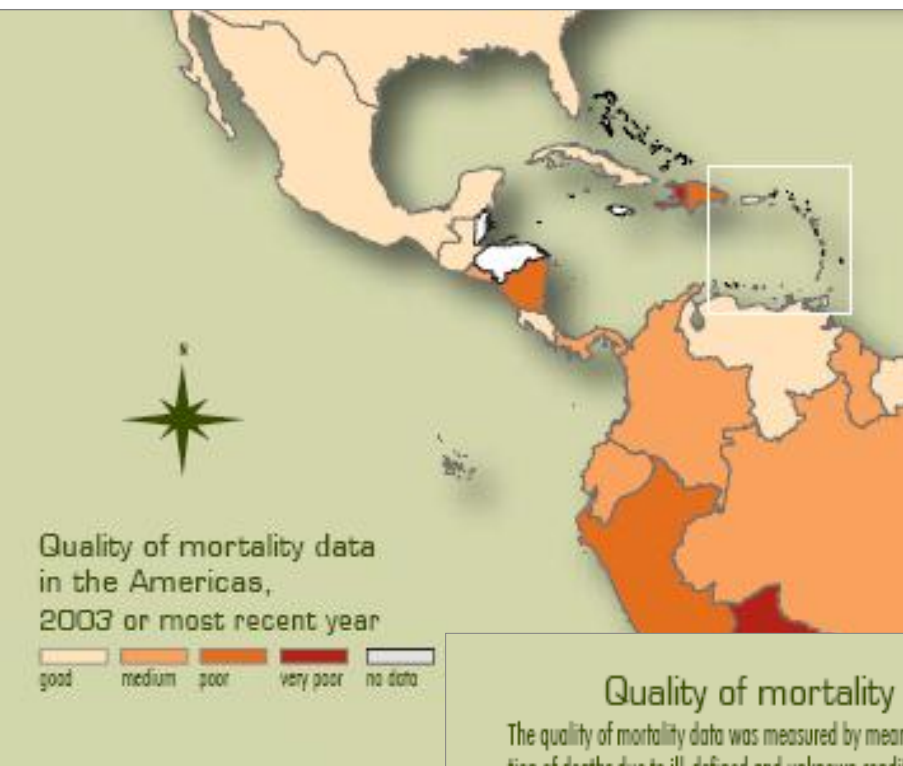 N
Quality of mortality data
in the Americas,
2003 or most recent year
good medium poor very poor no data
Quality of mortality
The quality of mortality data was measured by mean